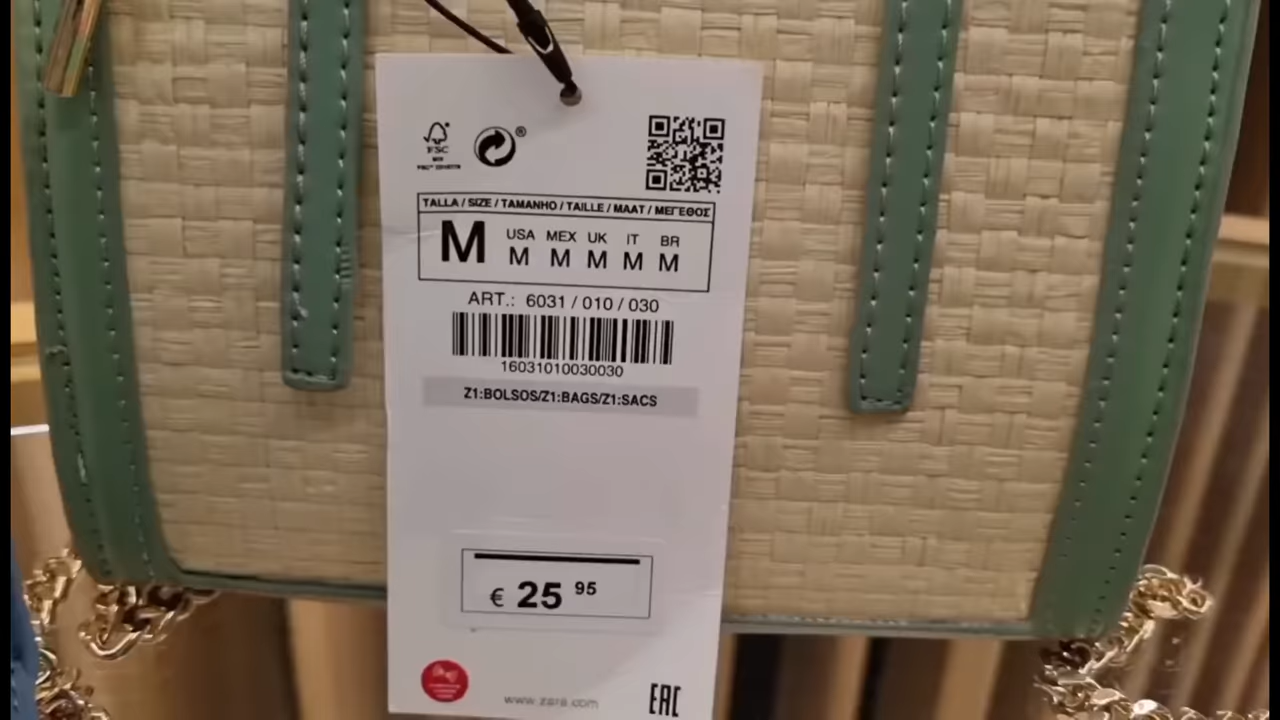 FSC
MIX
®
TALLA / SIZE / TAMANHO / TAILLE / MAAT / ΜΕΓΕΘΟΣ
M
USA MEX UK IT BR
M M M M M
ART.: 6031 / 010 / 030
16031010030030
Z1:BOLSOS/Z1:BAGS/Z1:SACS
€ 25 95
www.zara.com
EAC